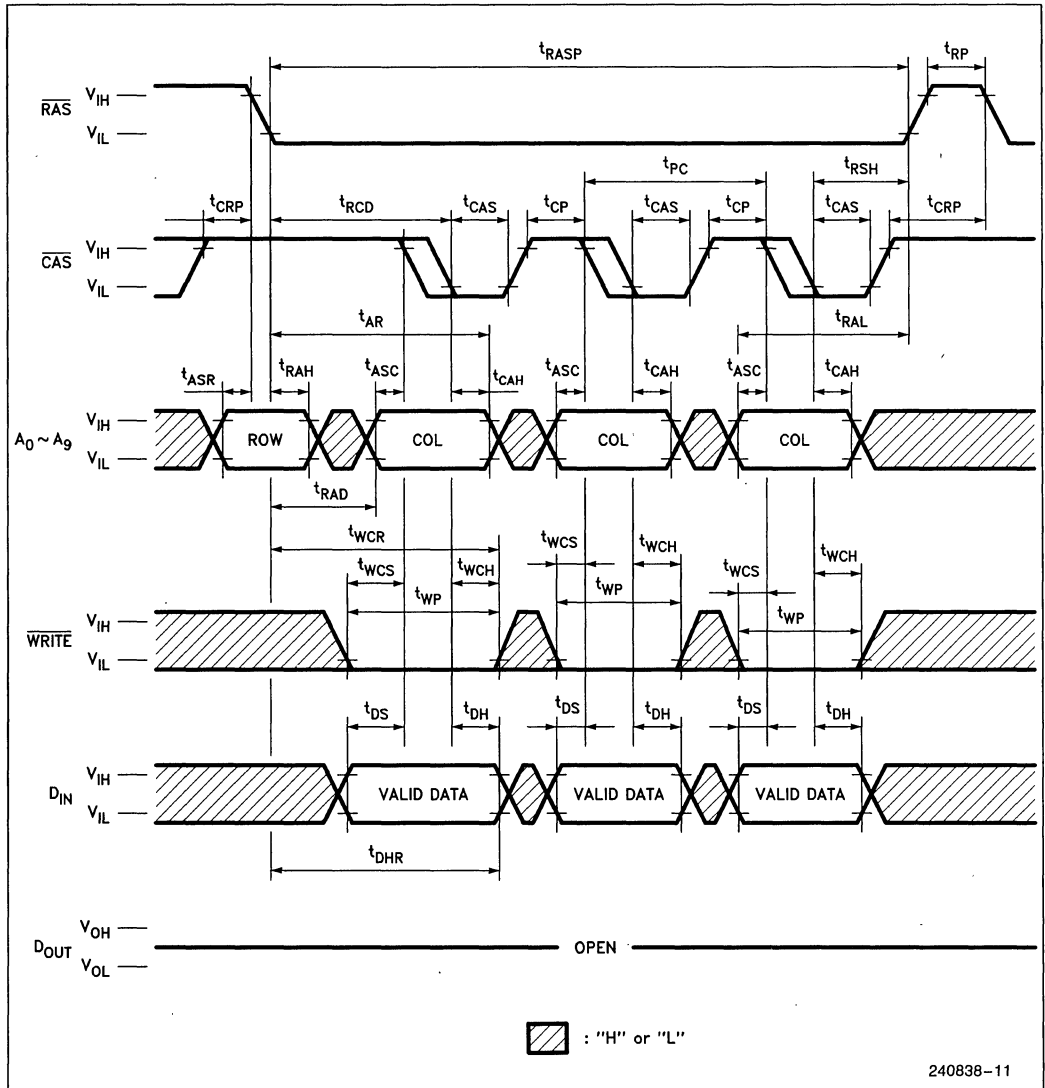 tRASP
tRP
RAS
VIH
VIL
tPC
tRSH
tCRP
tRCD
tCAS
tCP
tCAS
tCP
tCAS
tCRP
CAS
VIH
VIL
tAR
tRAL
tASR
tRAH
tASC
tCAH
tASC
tCAH
tASC
tCAH
A0 ~ A9
VIH
VIL
ROW
COL
COL
COL
tRAD
tWCR
tWCS
tWCH
tWCS
tWCH
tWCS
tWCH
tWP
tWP
tWP
WRITE
VIH
VIL
tDS
tDH
tDS
tDH
tDS
tDH
DIN
VIH
VIL
VALID DATA
VALID DATA
VALID DATA
tDHR
DOUT
VOH
VOL
OPEN
: "H" or "L"
240838-11